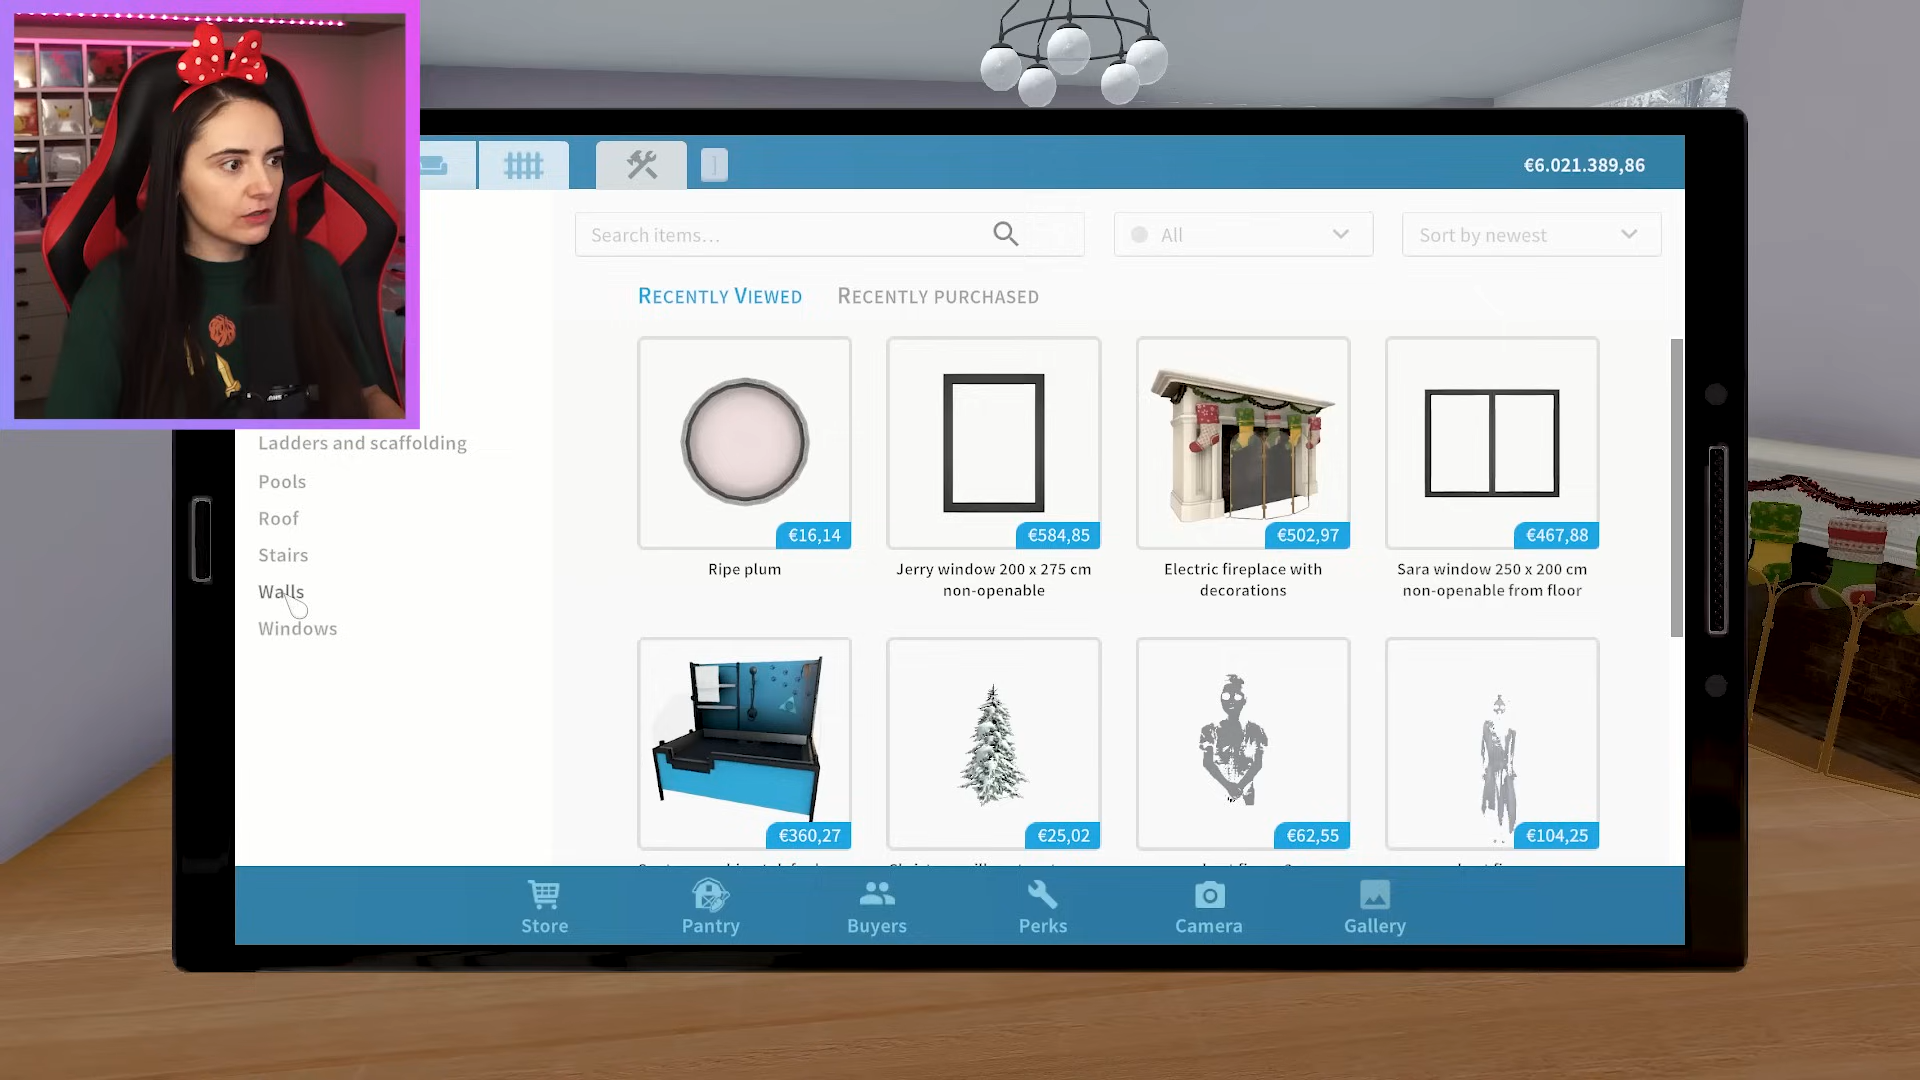 €6.021.389,86
Search items...
All
Sort by newest
RECENTLY VIEWED
RECENTLY PURCHASED
Ladders and scaffolding
Pools
Roof
Stairs
Walls
Windows
€16,14
€584,85
€502,97
€467,88
Ripe plum
Jerry window 200 x 275 cm
non-openable
Electric fireplace with
decorations
Sara window 250 x 200 cm
non-openable from floor
€360,27
€25,02
€62,55
€104,25
Store
Pantry
Buyers
Perks
Camera
Gallery